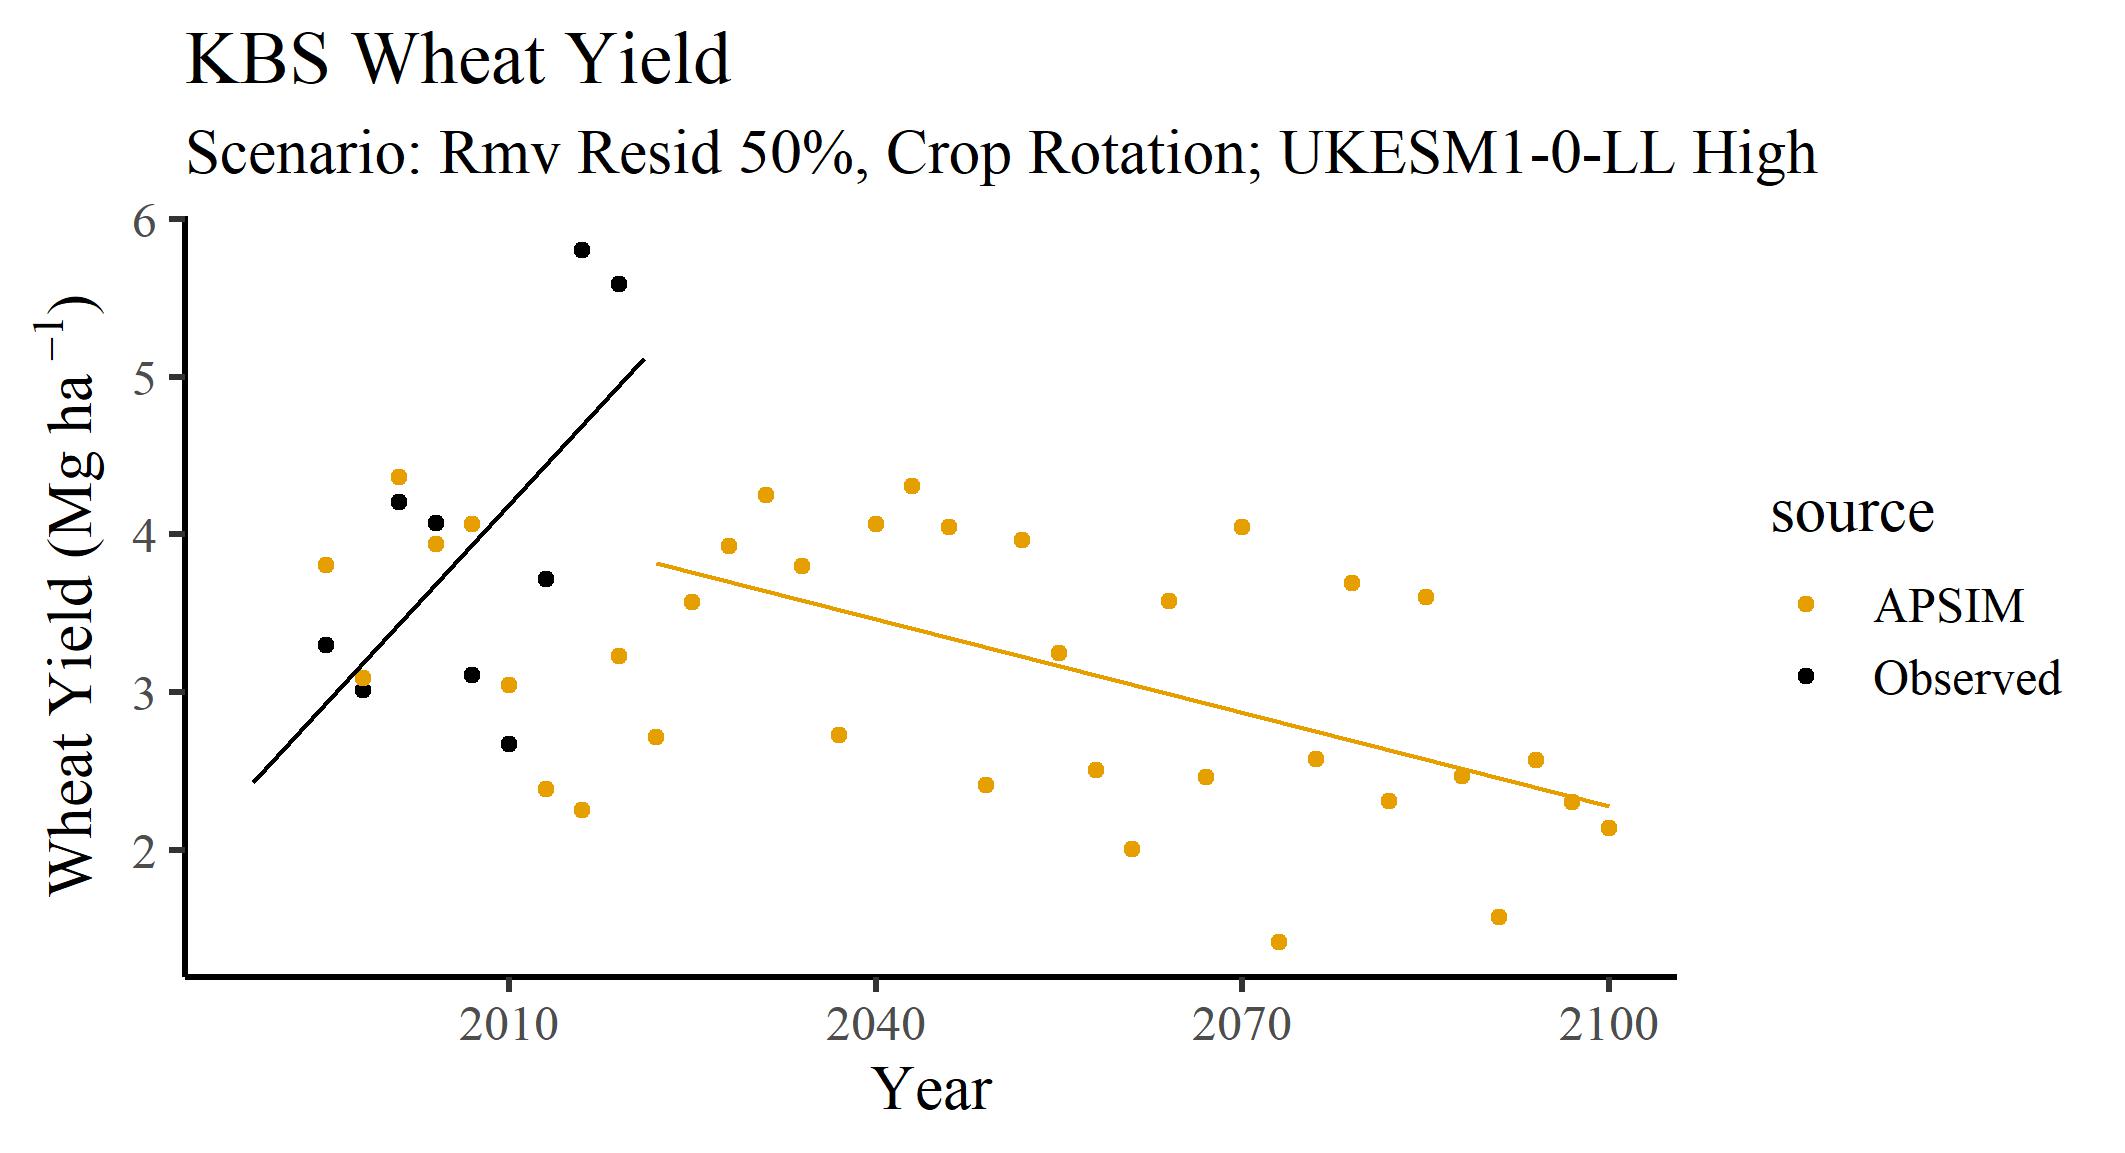 KBS Wheat Yield
Scenario: Rmv Resid 50%, Crop Rotation; UKESM1-0-LL High
Wheat Yield (Mg ha⁻¹)
6
5
4
3
2
2010 2040 2070 2100
Year
source
APSIM
Observed